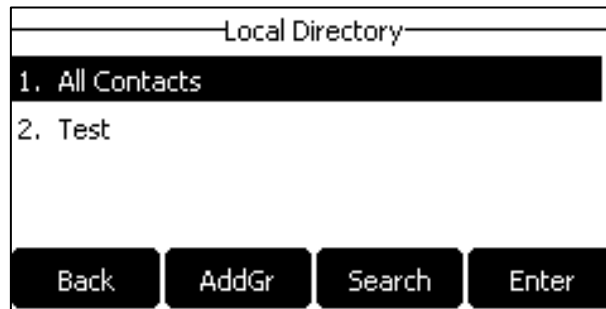 Local Directory
1. All Contacts
2. Test
Back AddGr Search Enter